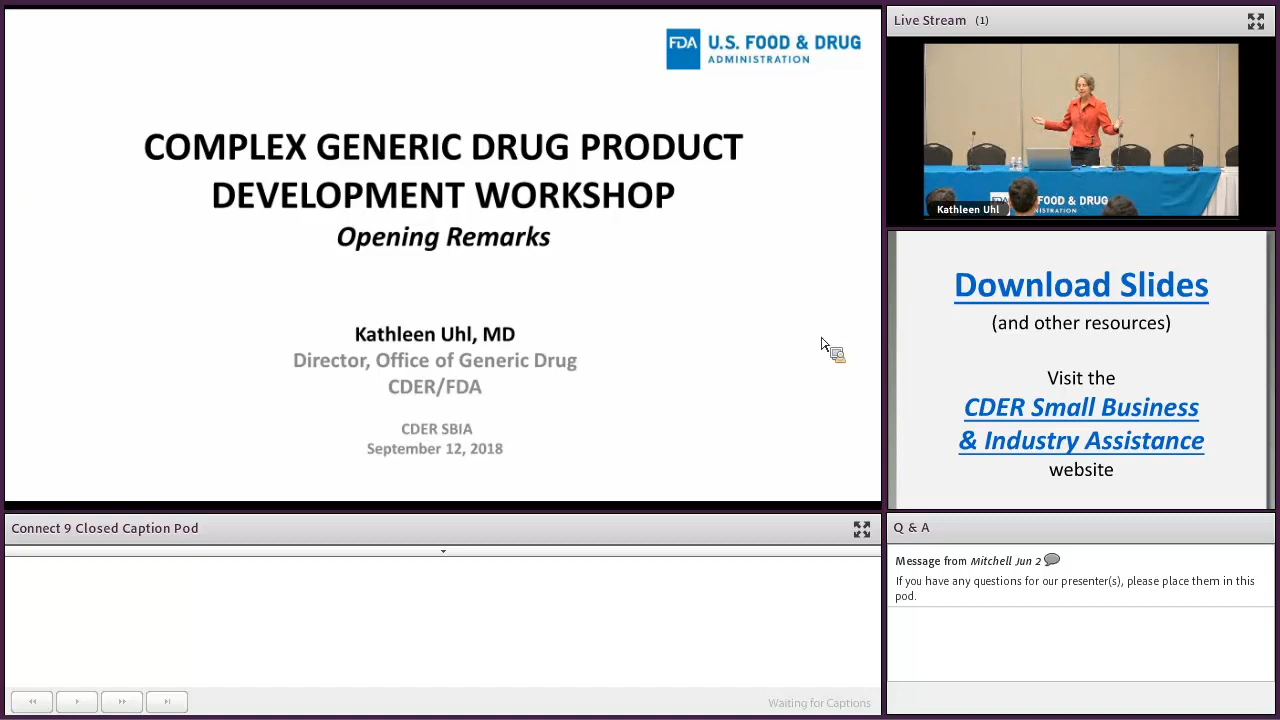 FDA
U.S. FOOD & DRUG
ADMINISTRATION
COMPLEX GENERIC DRUG PRODUCT
DEVELOPMENT WORKSHOP
Opening Remarks
Kathleen Uhl, MD
Director, Office of Generic Drug
CDER/FDA
CDER SBIA
September 12, 2018
Live Stream (1)
FOOD & DRUG
ADMINISTRATION
Kathleen Uhl
Download Slides
(and other resources)
Visit the
CDER Small Business
& Industry Assistance
website
Connect 9 Closed Caption Pod
Waiting for Captions
Q & A
Message from Mitchell Jun 2
If you have any questions for our presenter(s), please place them in this
pod.